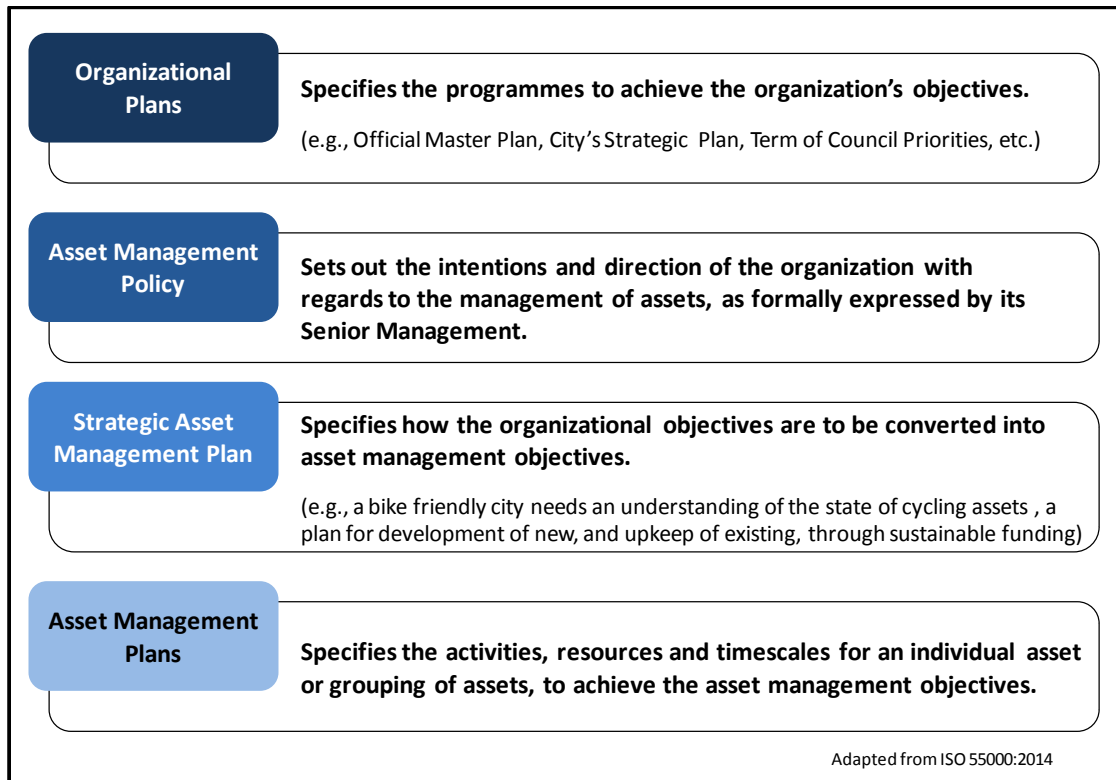 Organizational
Plans
Specifies the programmes to achieve the organization's objectives.
(e.g., Official Master Plan, City's Strategic Plan, Term of Council Priorities, etc.)
Asset Management
Policy
Sets out the intentions and direction of the organization with
regards to the management of assets, as formally expressed by its
Senior Management.
Strategic Asset
Management Plan
Specifies how the organizational objectives are to be converted into
asset management objectives.
(e.g., a bike friendly city needs an understanding of the state of cycling assets , a
plan for development of new, and upkeep of existing, through sustainable funding)
Asset Management
Plans
Specifies the activities, resources and timescales for an individual asset
or grouping of assets, to achieve the asset management objectives.
Adapted from ISO 55000:2014